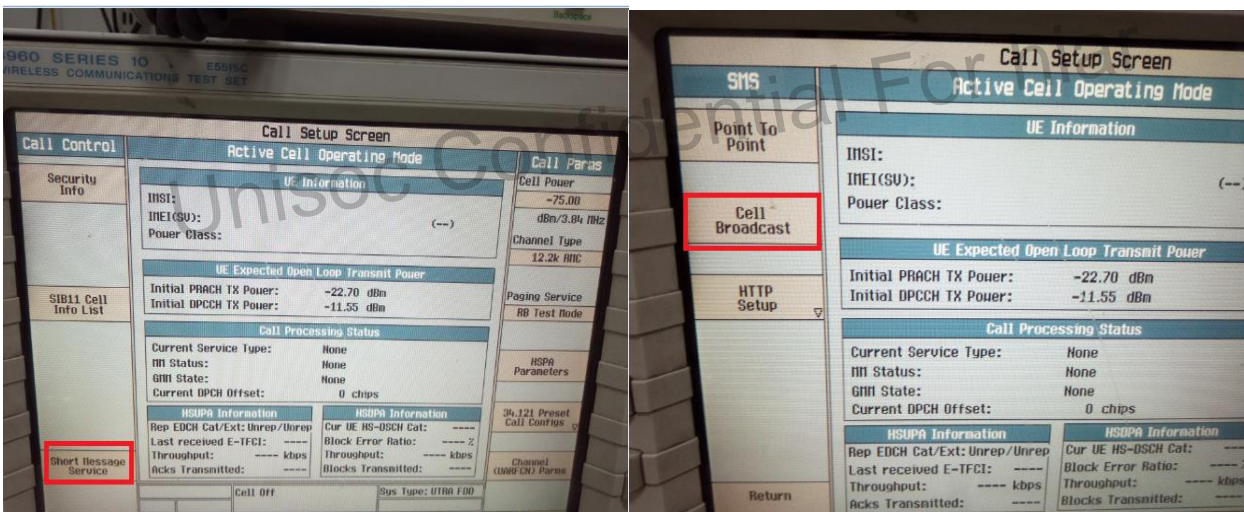 Backspace
8960 SERIES 10 E5515C
WIRELESS COMMUNICATIONS TEST SET
Call Setup Screen
Call Control
Active Cell Operating Mode
Call Parms
Security
Info
SIB11 Cell
Info List
Short Message
Service
UE Information
IMSI:
IMEI(SV): (--)
Power Class:
UE Expected Open Loop Transmit Power
Initial PRACH TX Power: -22.70 dBm
Initial DPCCH TX Power: -11.55 dBm
Call Processing Status
Current Service Type: None
MM Status: None
GMM State: None
Current DPCH Offset: 0 chips
HSUPA Information
Rep EDCH Cat/Ext: Unrep/Unrep
Last received E-TFCI: ----
Throughput: ---- kbps
Acks Transmitted: ----
HSDPA Information
Cur UE HS-DSCH Cat: ----
Block Error Ratio: ---- %
Throughput: ---- kbps
Blocks Transmitted: ----
Cell Off
Sys Type: UTRA FDD
Cell Power
-75.00
dBm/3.84 MHz
Channel Type
12.2k RMC
Paging Service
RB Test Mode
HSPA
Parameters
34.121 Preset
Call Configs
Channel
(UARFCN) Parms
Call Setup Screen
SMS
Active Cell Operating Mode
Point To
Point
Cell
Broadcast
HTTP
Setup
Return
UE Information
IMSI:
IMEI(SV): (--)
Power Class:
UE Expected Open Loop Transmit Power
Initial PRACH TX Power: -22.70 dBm
Initial DPCCH TX Power: -11.55 dBm
Call Processing Status
Current Service Type: None
MM Status: None
GMM State: None
Current DPCH Offset: 0 chips
HSUPA Information
Rep EDCH Cat/Ext: Unrep/Unrep
Last received E-TFCI: ----
Throughput: ---- kbps
Acks Transmitted: ----
HSDPA Information
Cur UE HS-DSCH Cat: ----
Block Error Ratio: ----
Throughput: ---- kbps
Blocks Transmitted: ----
Unisoc Confidential For hiar